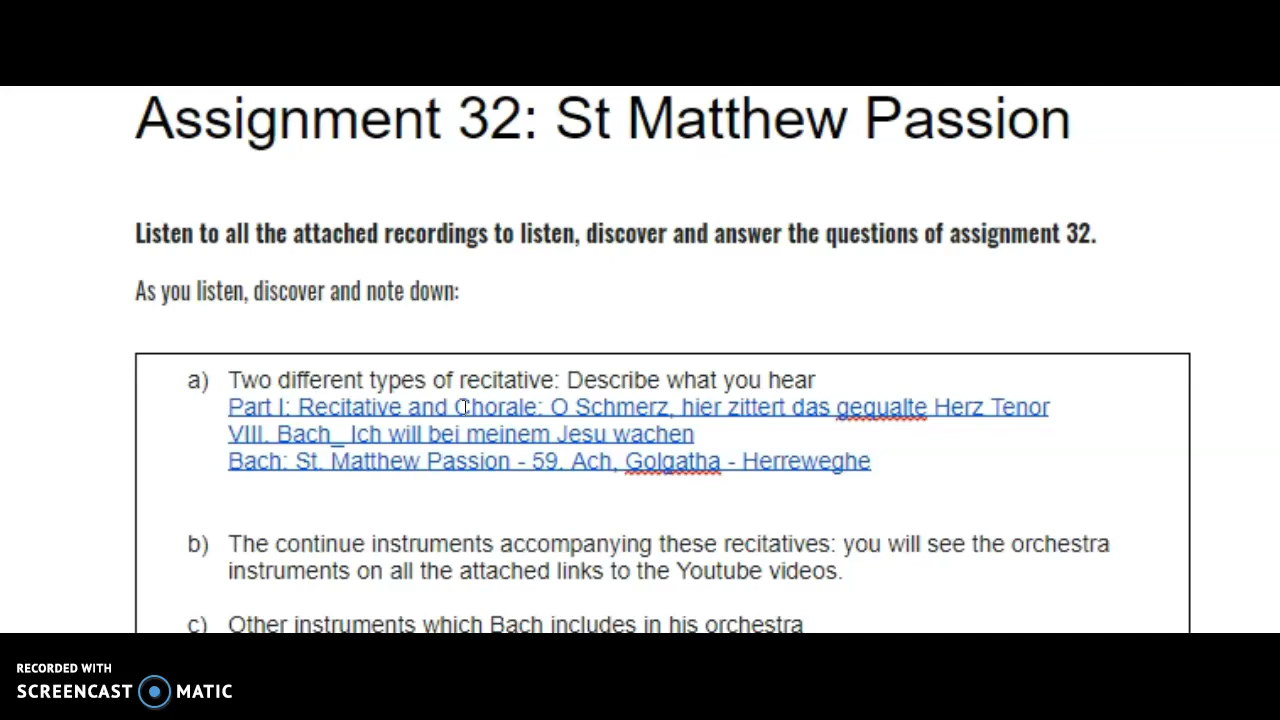 Assignment 32: St Matthew Passion
Listen to all the attached recordings to listen, discover and answer the questions of assignment 32.
As you listen, discover and note down:
a) Two different types of recitative: Describe what you hear
Part I: Recitative and Chorale: O Schmerz, hier zittert das gequalte Herz Tenor
VIII. Bach_ Ich will bei meinem Jesu wachen
Bach: St. Matthew Passion - 59. Ach, Golgatha - Herreweghe
b) The continue instruments accompanying these recitatives: you will see the orchestra
instruments on all the attached links to the Youtube videos.
c) Other instruments which Bach includes in his orchestra
RECORDED WITH
SCREENCAST MATIC